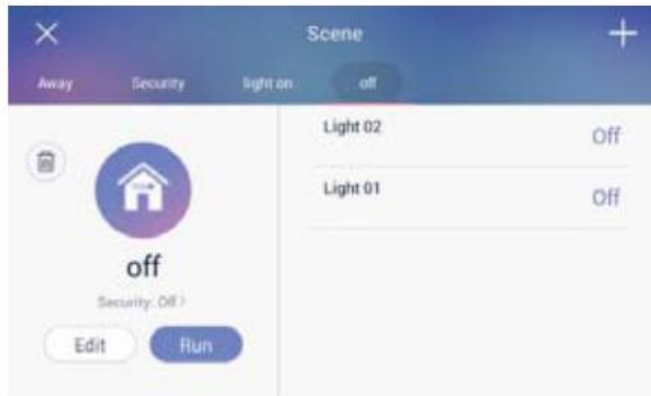 Scene
Away Security light on off
Light 02 Off
Light 01 Off
off
Security: Off
Edit Run